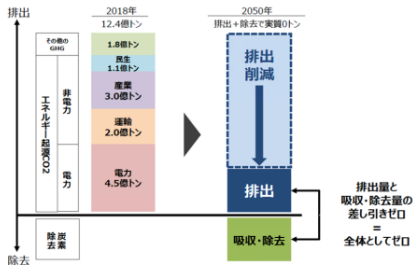 排出
2018年
12.4億トン
2050年
排出+除去で実質0トン
その他の
GHG
1.8億トン
エネルギー起源CO2
非電力
民生
1.1億トン
産業
3.0億トン
運輸
2.0億トン
電力
電力
4.5億トン
排出
削減
排出
排出量と
吸収・除去量の
差し引きゼロ
=
全体としてゼロ
炭素
除去
吸収・除去
除去